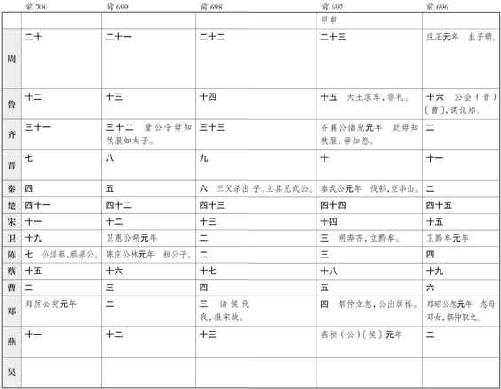 前700 前699 前698 前697 前696
甲申
周 二十 二十一 二十二 二十三 庄王元年 生子穨。
鲁 十二 十三 十四 十五 天王求车，非礼。 十六 公会（晋）
［曹］，谋伐郑。
齐 三十一 三十二 釐公令毋知 三十三 齐襄公诸兒元年 贬毋知 二
秩服如太子。 秩服，毋知怨。
晋 七 八 九 十 十一
秦 四 五 六 三父杀出子，立其兄武公。 秦武公元年 伐彭，至华山。 二
楚 四十一 四十二 四十三 四十四 四十五
宋 十一 十二 十三 十四 十五
卫 十九 卫惠公朔元年 二 三 朔奔齐，立黔牟。 卫黔牟元年
陈 七 陈庄公林元年 桓公子。 二 三 四
蔡 十五 十六 十七 十八 十九
曹 二 三 四 五 六
郑 郑厉公突元年 二 三 诸侯伐 四 祭仲立忽，公出居栎。 郑昭公忽元年 忽母
我，报宋故。 邓女，祭仲取之。
燕 十一 十二 十三 燕桓（公）［侯］元年 二
吴